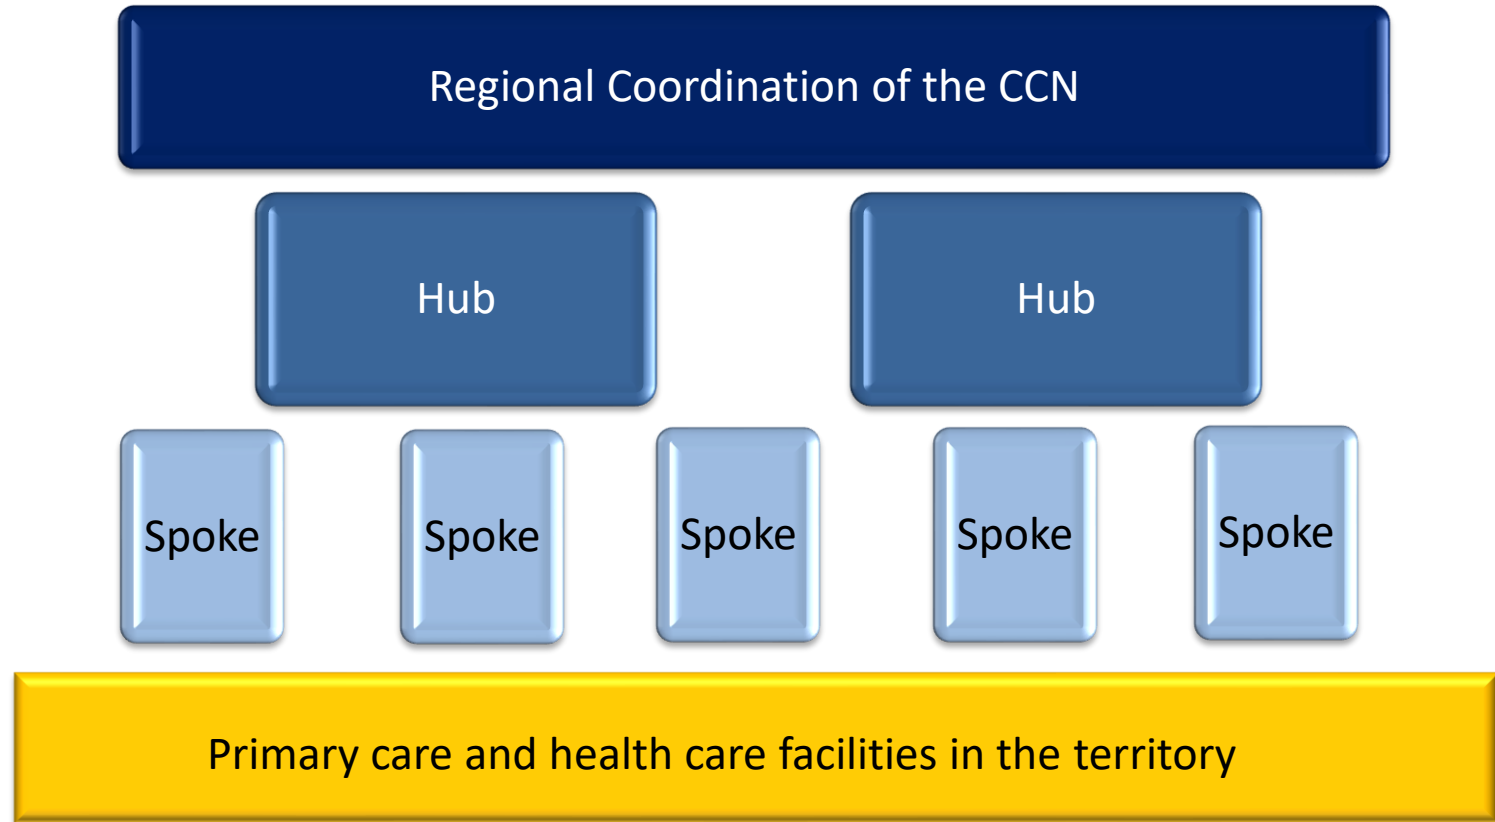 Regional Coordination of the CCN
Hub
Hub
Spoke
Spoke
Spoke
Spoke
Spoke
Primary care and health care facilities in the territory